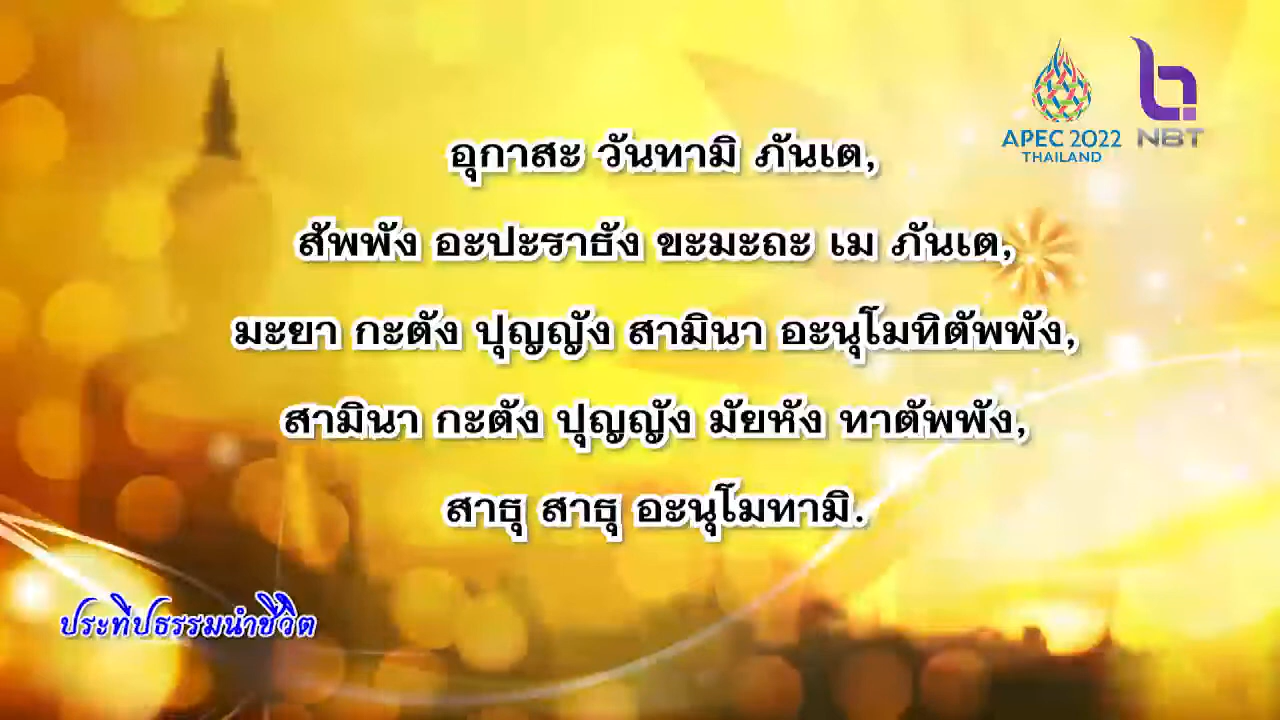 APEC 2022
THAILAND
NBT
อุกาสะ วันทามิ ภันเต,
สัพพัง อะปะราธัง ขะมะถะ เม ภันเต,
มะยา กะตัง ปุญญัง สามินา อะนุโมทิตัพพัง,
สามินา กะตัง ปุญญัง มัยหัง ทาตัพพัง,
สาธุ สาธุ อะนุโมทามิ.
ประทีปธรรมนำชีวิต